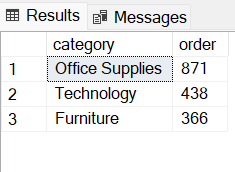 Results Messages
category order
1 Office Supplies 871
2 Technology 438
3 Furniture 366